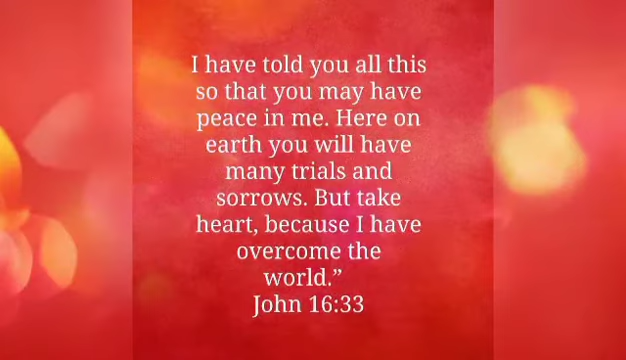 I have told you all this
so that you may have
peace in me. Here on
earth you will have
many trials and
sorrows. But take
heart, because I have
overcome the
world.”
John 16:33